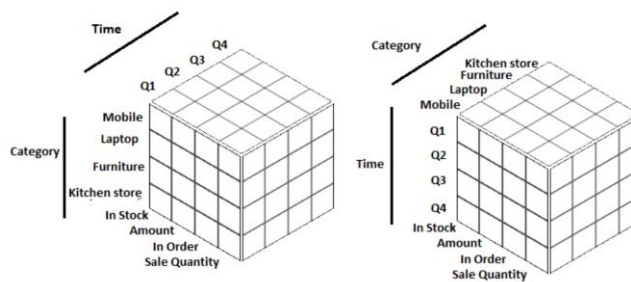 Time
Q4
Q3
Q2
Q1
Mobile
Laptop
Category
Furniture
Kitchen store
In Stock
Amount
In Order
Sale Quantity
Category
Kitchen store
Furniture
Laptop
Mobile
Q1
Q2
Time
Q3
Q4
In Stock
Amount
In Order
Sale Quantity